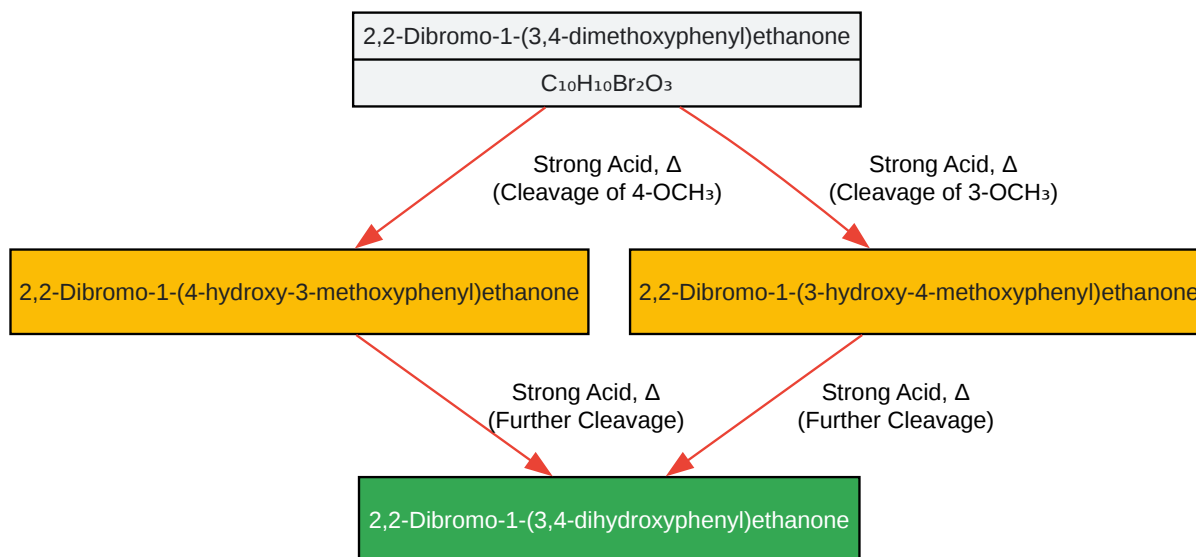 2,2-Dibromo-1-(3,4-dimethoxyphenyl)ethanone
C₁₀H₁₀Br₂O₃
Strong Acid, Δ
(Cleavage of 4-OCH₃)
Strong Acid, Δ
(Cleavage of 3-OCH₃)
2,2-Dibromo-1-(4-hydroxy-3-methoxyphenyl)ethanone
2,2-Dibromo-1-(3-hydroxy-4-methoxyphenyl)ethanone
Strong Acid, Δ
(Further Cleavage)
Strong Acid, Δ
(Further Cleavage)
2,2-Dibromo-1-(3,4-dihydroxyphenyl)ethanone